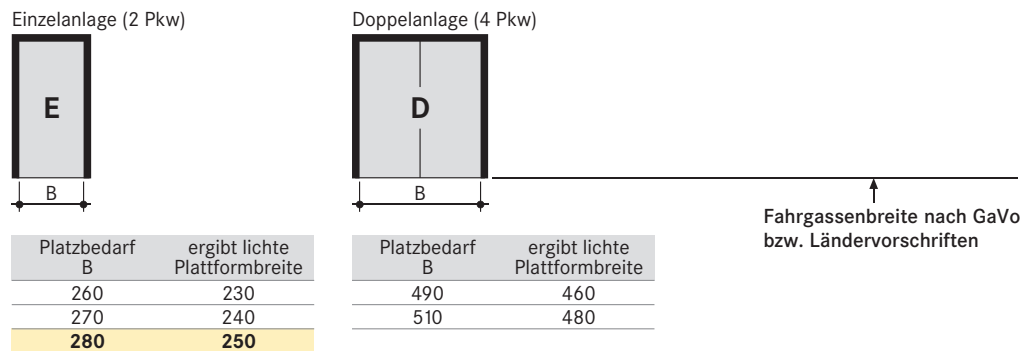 Einzelanlage (2 Pkw)
E
B
Platzbedarf B ergibt lichte Plattformbreite
260 230
270 240
280 250
Doppelanlage (4 Pkw)
D
B
Platzbedarf B ergibt lichte Plattformbreite
490 460
510 480
Fahrgassenbreite nach GaVo
bzw. Ländervorschriften